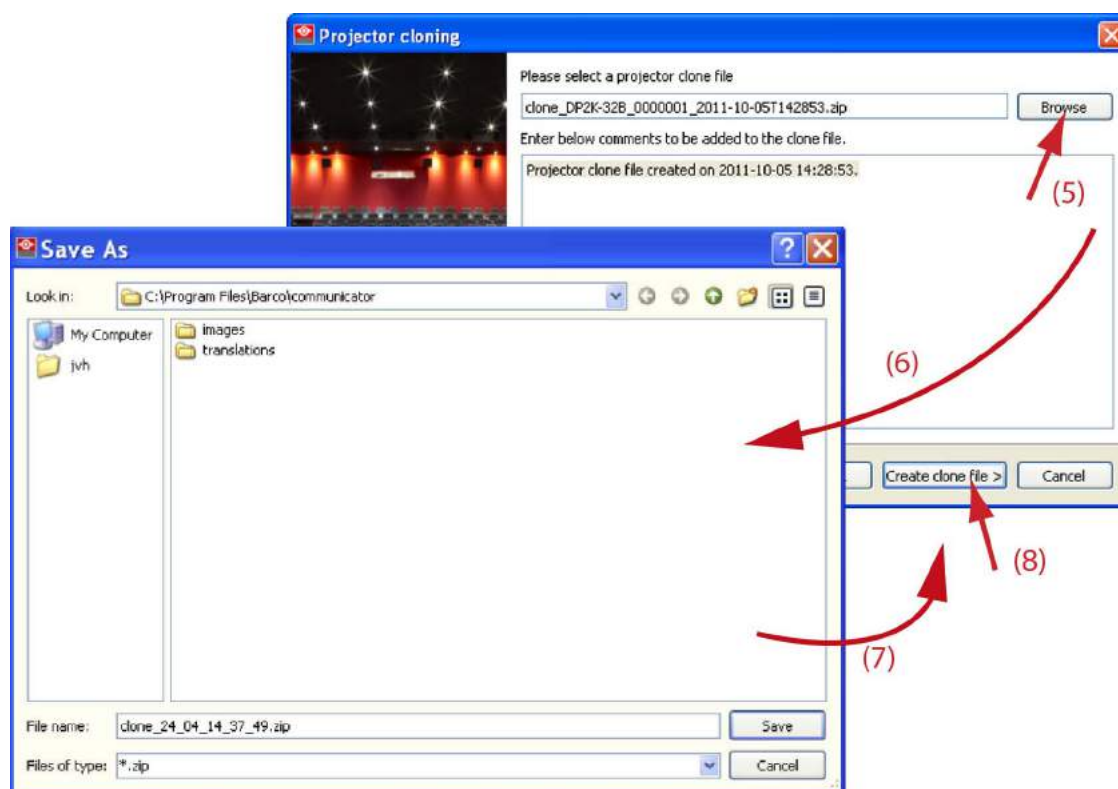 Projector cloning
Please select a projector clone file
clone_DP2K-32B_0000001_2011-10-05T142853.zip
Browse
Enter below comments to be added to the clone file.
Projector clone file created on 2011-10-05 14:28:53.
(5)
Save As
Look in:
C:\Program Files\Barco\communicator
My Computer
images
translations
jvh
(6)
Create clone file >
Cancel
(8)
(7)
File name:
clone_24_04_14_37_49.zip
Save
Files of type:
*.zip
Cancel